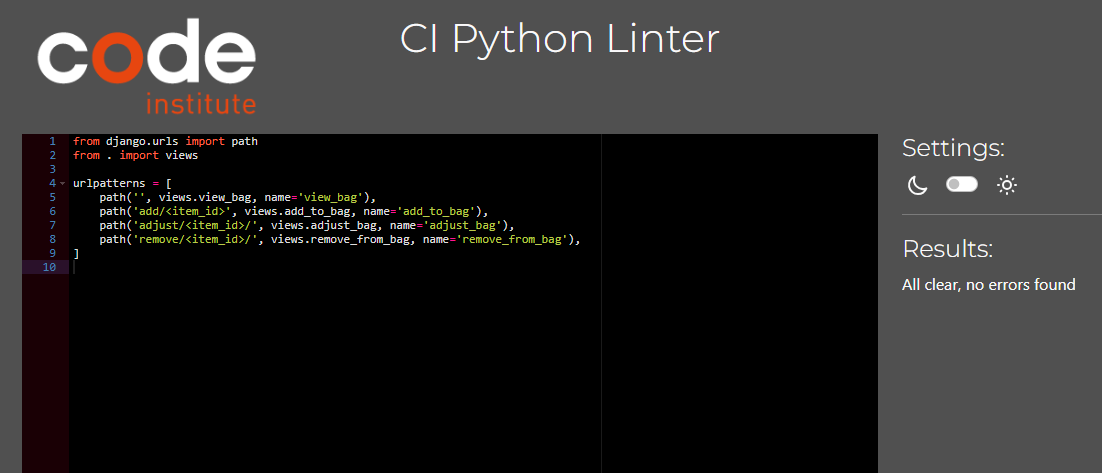 code
institute
CI Python Linter
1 from django.urls import path
2 from . import views
3
4 urlpatterns = [
5     path('', views.view_bag, name='view_bag'),
6     path('add/<item_id>', views.add_to_bag, name='add_to_bag'),
7     path('adjust/<item_id>/', views.adjust_bag, name='adjust_bag'),
8     path('remove/<item_id>/', views.remove_from_bag, name='remove_from_bag'),
9 ]
10
Settings:
Results:
All clear, no errors found